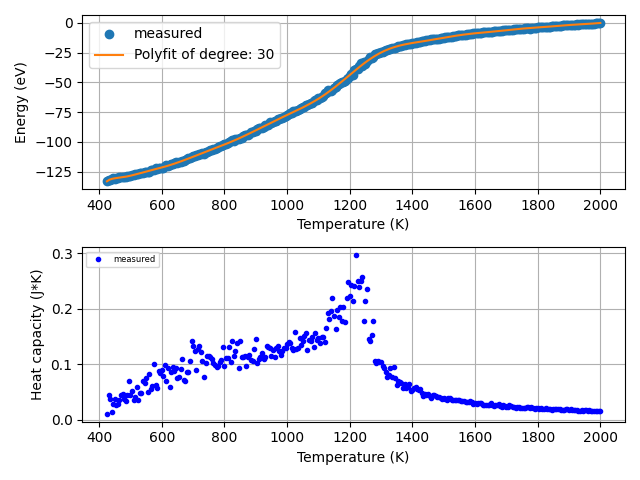 measured
Polyfit of degree: 30
Energy (eV)
0
−25
−50
−75
−100
−125
400 600 800 1000 1200 1400 1600 1800 2000
Temperature (K)
measured
Heat capacity (J*K)
0.3
0.2
0.1
0.0
400 600 800 1000 1200 1400 1600 1800 2000
Temperature (K)